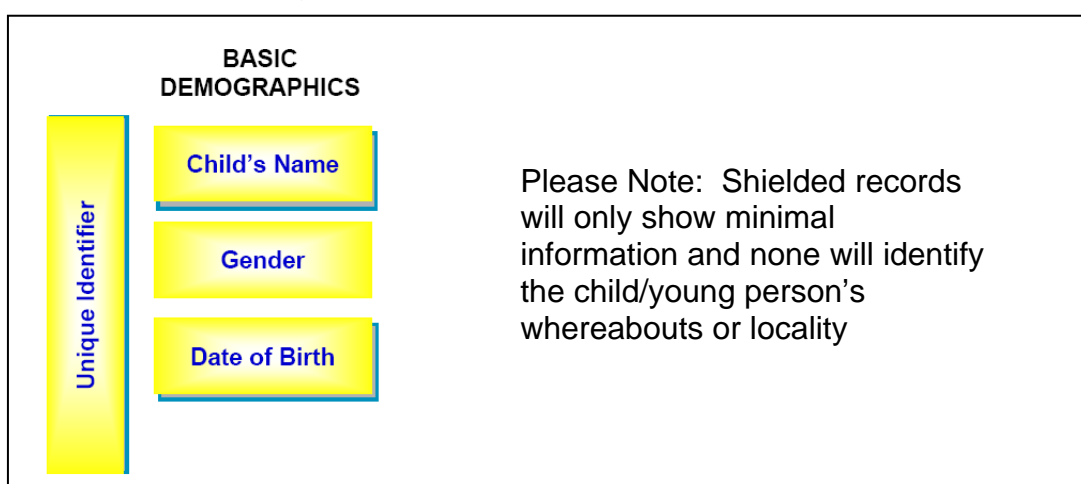 BASIC
DEMOGRAPHICS
Unique Identifier
Child's Name
Gender
Date of Birth
Please Note:  Shielded records
will only show minimal
information and none will identify
the child/young person's
whereabouts or locality